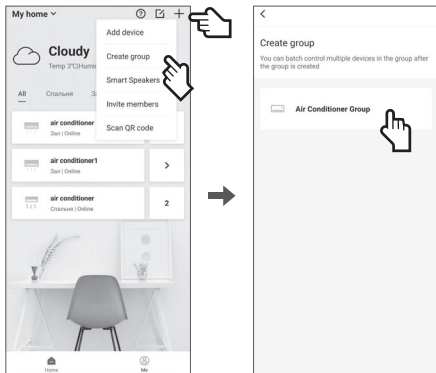 My home
Add device
Create group
Smart Speakers
Invite members
Scan QR code
Cloudy
Temp 3°C|Humid
All
Спальня
air conditioner
Зал | Online
air conditioner1
Зал | Online
air conditioner
Спальня | Online
2
Home
Me
Create group
You can batch control multiple devices in the group after
the group is created
Air Conditioner Group